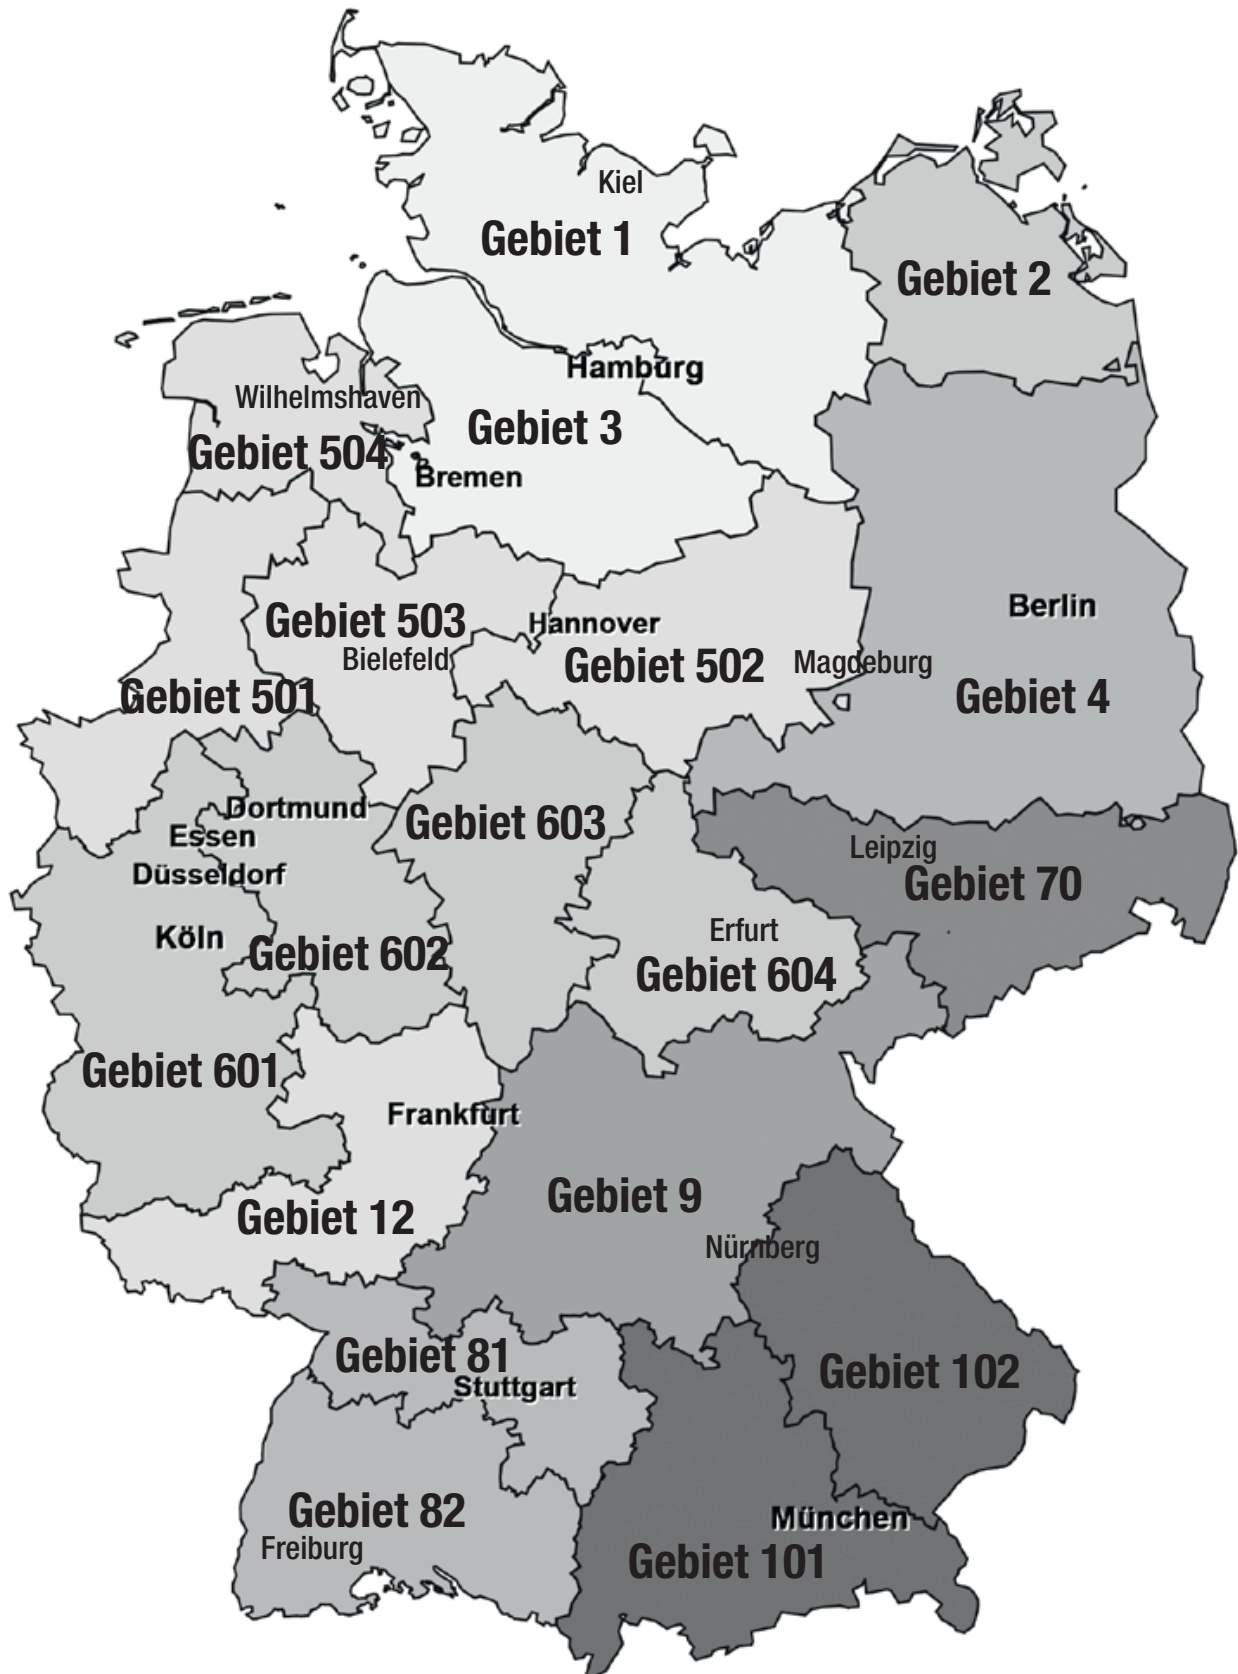 Kiel
Gebiet 1
Gebiet 2
Hamburg
Wilhelmshaven
Gebiet 3
Gebiet 504
Bremen
Berlin
Gebiet 503
Hannover
Bielefeld
Gebiet 502
Magdeburg
Gebiet 501
Gebiet 4
Dortmund
Gebiet 603
Essen
Leipzig
Düsseldorf
Gebiet 70
Köln
Erfurt
Gebiet 602
Gebiet 604
Gebiet 601
Frankfurt
Gebiet 9
Gebiet 12
Nürnberg
Gebiet 81
Gebiet 102
Stuttgart
Gebiet 82
München
Freiburg
Gebiet 101